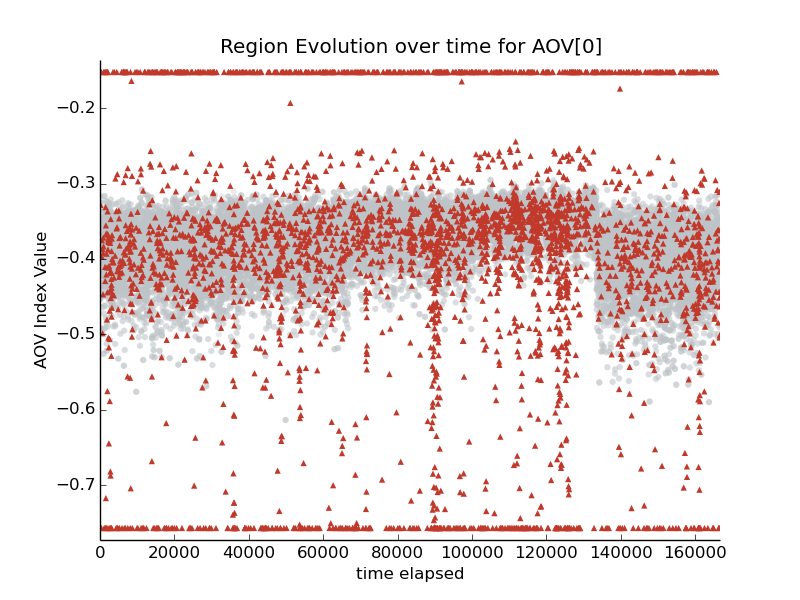 Region Evolution over time for AOV[0]
AOV Index Value
−0.2
−0.3
−0.4
−0.5
−0.6
−0.7
0 20000 40000 60000 80000 100000 120000 140000 160000
time elapsed